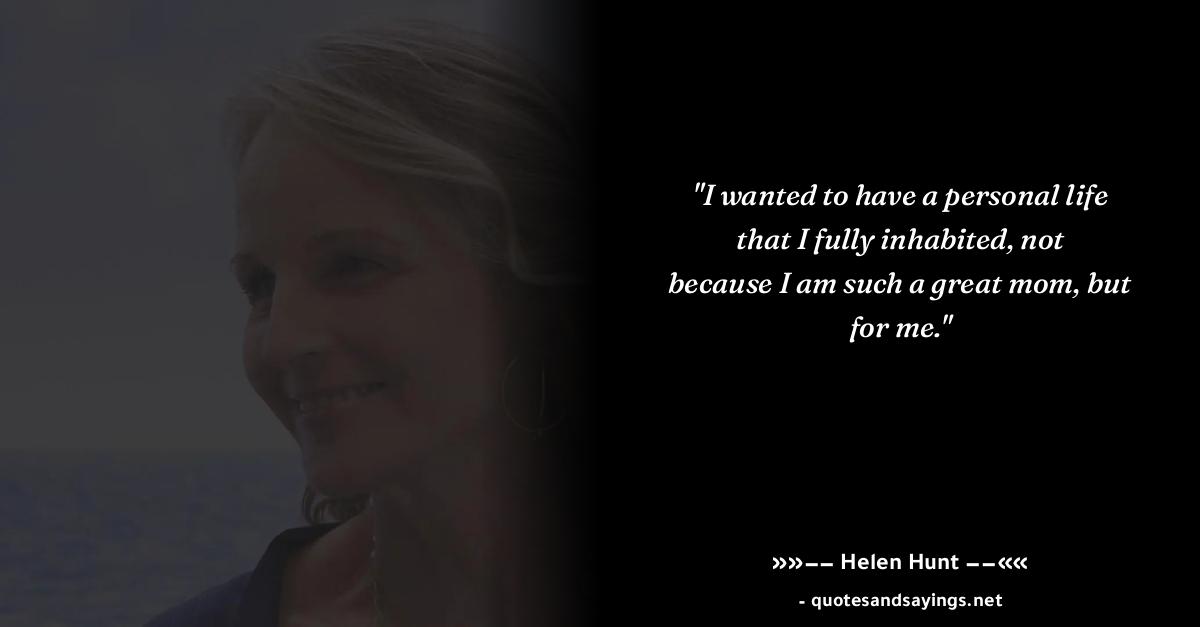 "I wanted to have a personal life
that I fully inhabited, not
because I am such a great mom, but
for me."
»»–– Helen Hunt ––««
- quotesandsayings.net